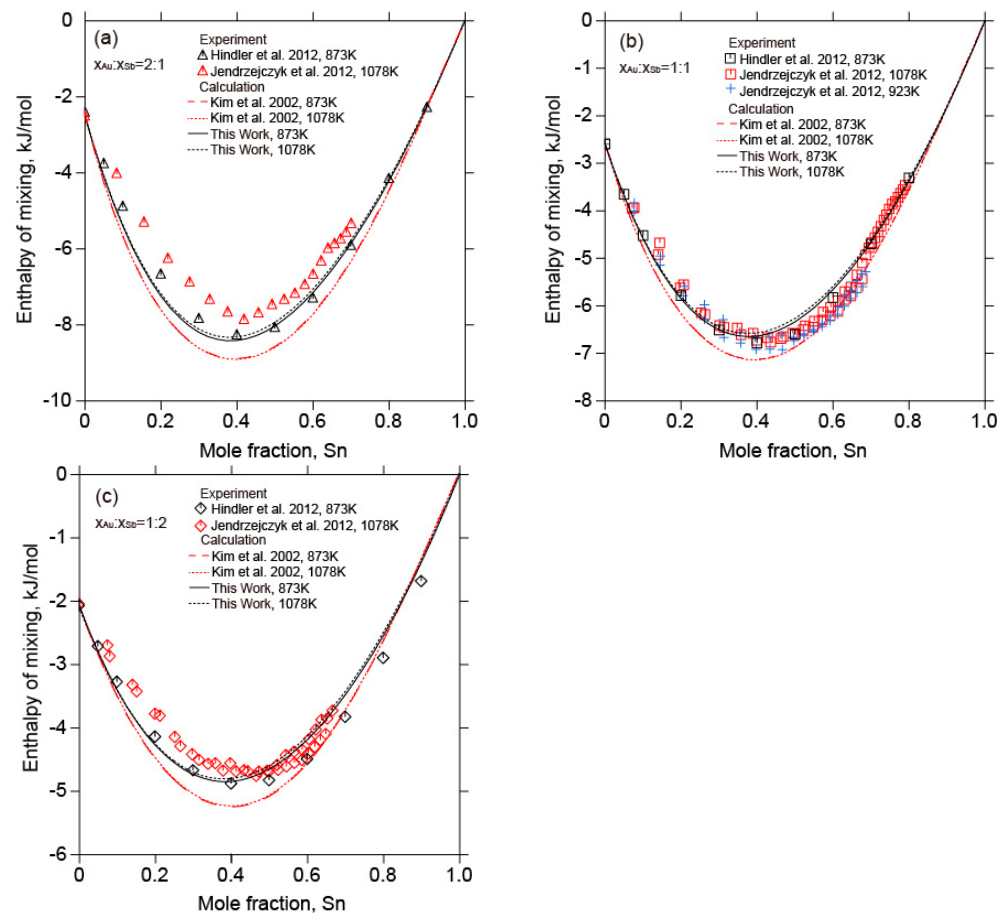 (a)
xAu:xSb=2:1
Experiment
Hindler et al. 2012, 873K
Jendrzejczyk et al. 2012, 1078K
Calculation
Kim et al. 2002, 873K
Kim et al. 2002, 1078K
This Work, 873K
This Work, 1078K
Enthalpy of mixing, kJ/mol
0
-2
-4
-6
-8
-10
0 0.2 0.4 0.6 0.8 1.0
Mole fraction, Sn
(b)
xAu:xSb=1:1
Experiment
Hindler et al. 2012, 873K
Jendrzejczyk et al. 2012, 1078K
Jendrzejczyk et al. 2012, 923K
Calculation
Kim et al. 2002, 873K
Kim et al. 2002, 1078K
This Work, 873K
This Work, 1078K
Enthalpy of mixing, kJ/mol
0
-1
-2
-3
-4
-5
-6
-7
-8
0 0.2 0.4 0.6 0.8 1.0
Mole fraction, Sn
(c)
xAu:xSb=1:2
Experiment
Hindler et al. 2012, 873K
Jendrzejczyk et al. 2012, 1078K
Calculation
Kim et al. 2002, 873K
Kim et al. 2002, 1078K
This Work, 873K
This Work, 1078K
Enthalpy of mixing, kJ/mol
0
-1
-2
-3
-4
-5
-6
0 0.2 0.4 0.6 0.8 1.0
Mole fraction, Sn